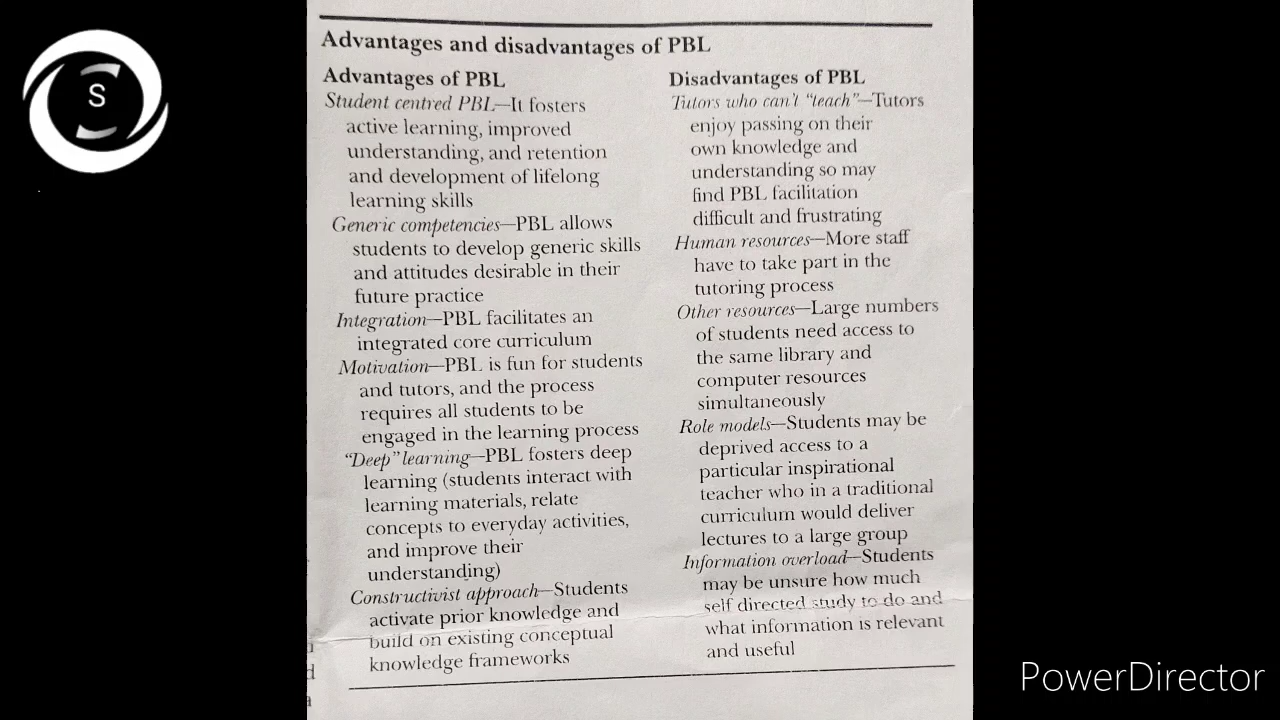 S
Advantages and disadvantages of PBL
Advantages of PBL
Student centred PBL—It fosters
active learning, improved
understanding, and retention
and development of lifelong
learning skills
Generic competencies—PBL allows
students to develop generic skills
and attitudes desirable in their
future practice
Integration—PBL facilitates an
integrated core curriculum
Motivation—PBL is fun for students
and tutors, and the process
requires all students to be
engaged in the learning process
“Deep” learning—PBL fosters deep
learning (students interact with
learning materials, relate
concepts to everyday activities,
and improve their
understanding)
Constructivist approach—Students
activate prior knowledge and
build on existing conceptual
knowledge frameworks
Disadvantages of PBL
Tutors who can't “teach”—Tutors
enjoy passing on their
own knowledge and
understanding so may
find PBL facilitation
difficult and frustrating
Human resources—More staff
have to take part in the
tutoring process
Other resources—Large numbers
of students need access to
the same library and
computer resources
simultaneously
Role models—Students may be
deprived access to a
particular inspirational
teacher who in a traditional
curriculum would deliver
lectures to a large group
Information overload—Students
may be unsure how much
self directed study to do and
what information is relevant
and useful
PowerDirector